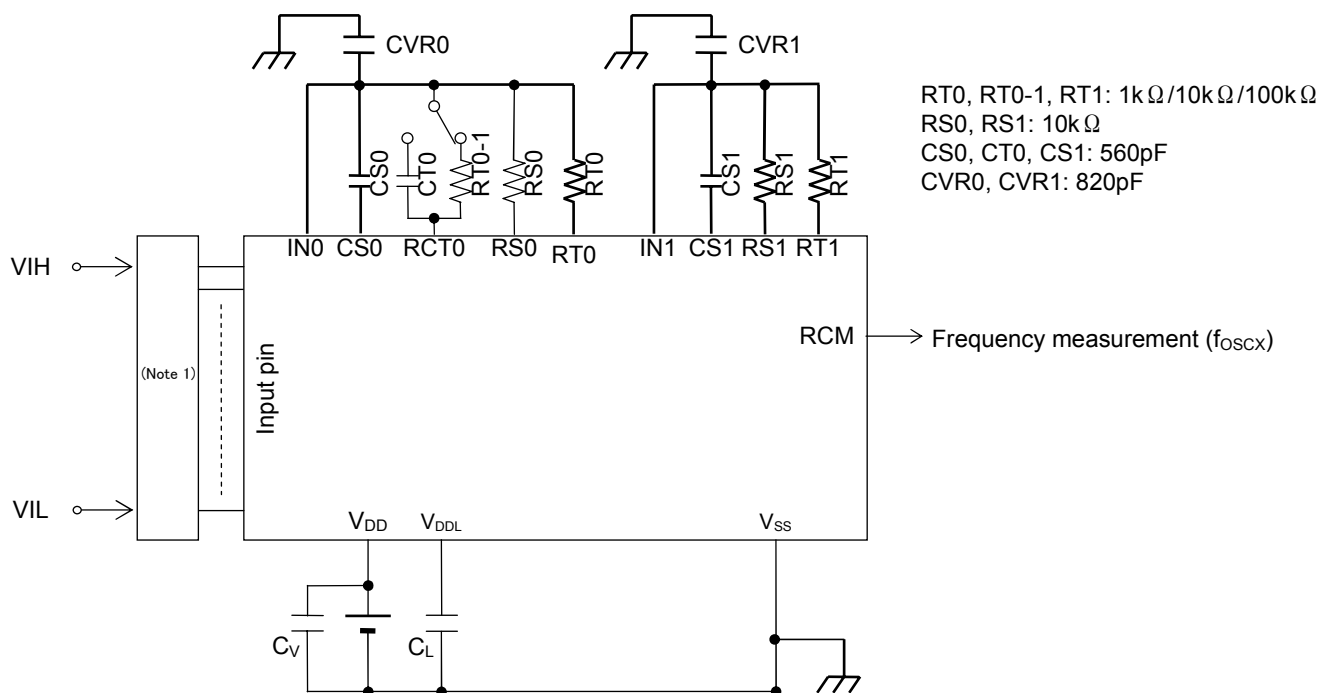 CVR0
CVR1
RT0, RT0-1, RT1: 1kΩ/10kΩ/100kΩ
RS0, RS1: 10kΩ
CS0, CT0, CS1: 560pF
CVR0, CVR1: 820pF
CS0
CT0
RT0-1
RS0
RT0
CS1
RS1
RT1
IN0 CS0 RCT0 RS0 RT0
IN1 CS1 RS1 RT1
VIH
(Note 1)
Input pin
RCM
Frequency measurement (fOSCX)
VIL
VDD
VDDL
VSS
CV
CL